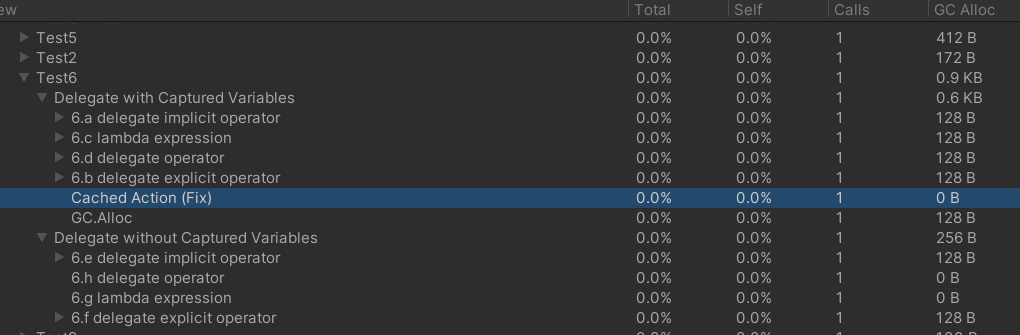 ew Total Self Calls GC Alloc
Test5 0.0% 0.0% 1 412 B
Test2 0.0% 0.0% 1 172 B
Test6 0.0% 0.0% 1 0.9 KB
Delegate with Captured Variables 0.0% 0.0% 1 0.6 KB
6.a delegate implicit operator 0.0% 0.0% 1 128 B
6.c lambda expression 0.0% 0.0% 1 128 B
6.d delegate operator 0.0% 0.0% 1 128 B
6.b delegate explicit operator 0.0% 0.0% 1 128 B
Cached Action (Fix) 0.0% 0.0% 1 0 B
GC.Alloc 0.0% 0.0% 1 128 B
Delegate without Captured Variables 0.0% 0.0% 1 256 B
6.e delegate implicit operator 0.0% 0.0% 1 128 B
6.h delegate operator 0.0% 0.0% 1 0 B
6.g lambda expression 0.0% 0.0% 1 0 B
6.f delegate explicit operator 0.0% 0.0% 1 128 B